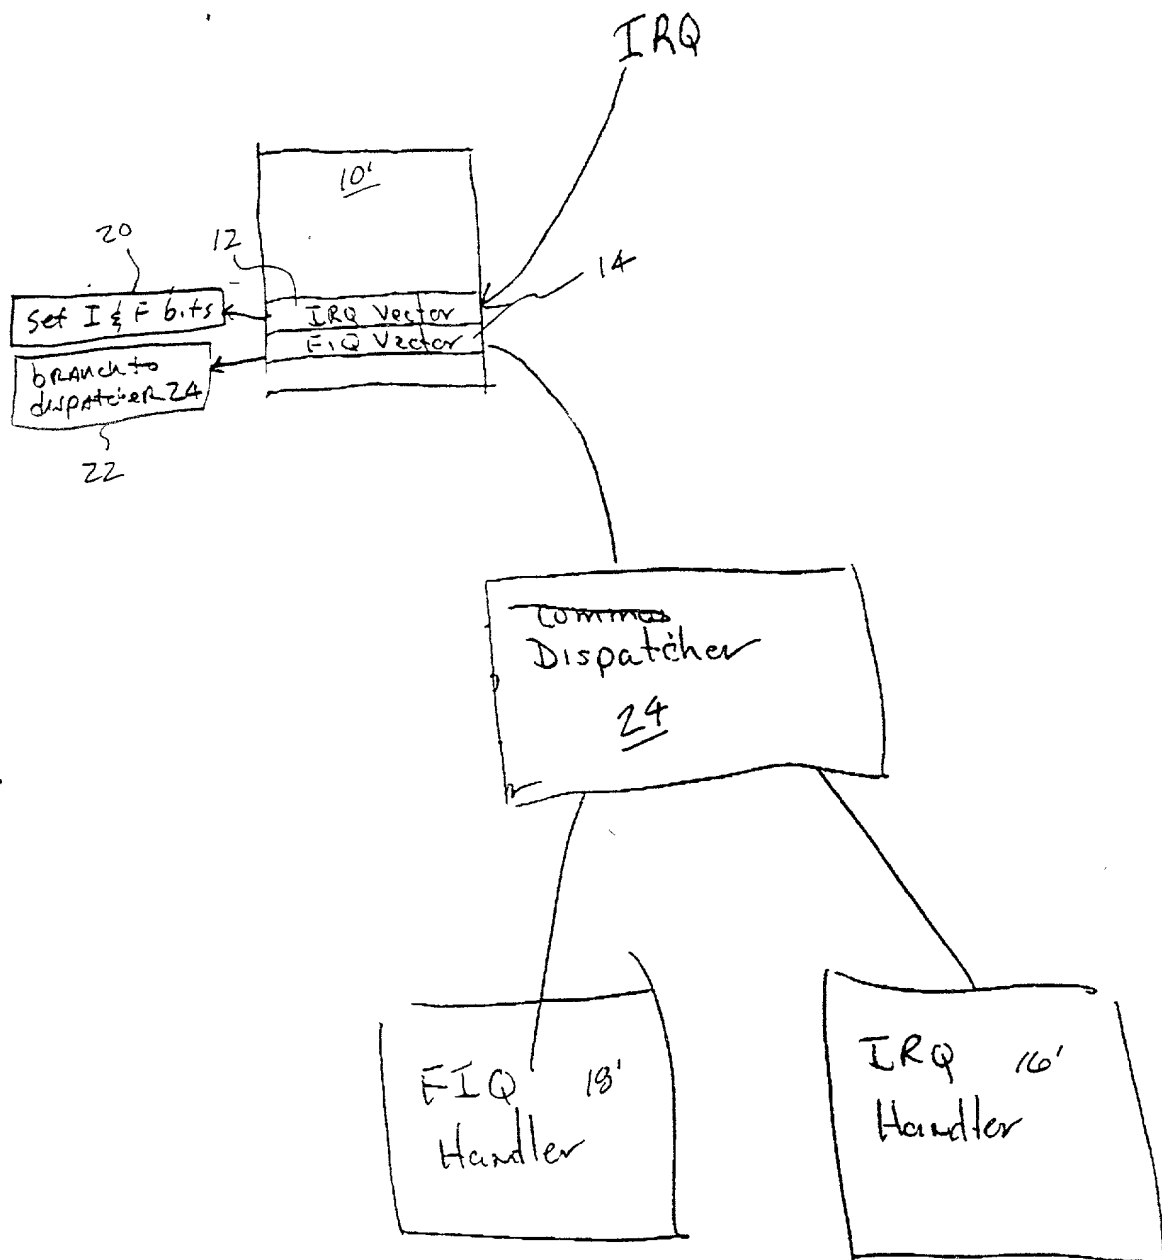 IRQ
10'
20
12
14
Set I & F bits
IRQ Vector
FIQ Vector
branch to
dispatcher 24
22
Common
Dispatcher
24
FIQ 18'
Handler
IRQ 16'
Handler